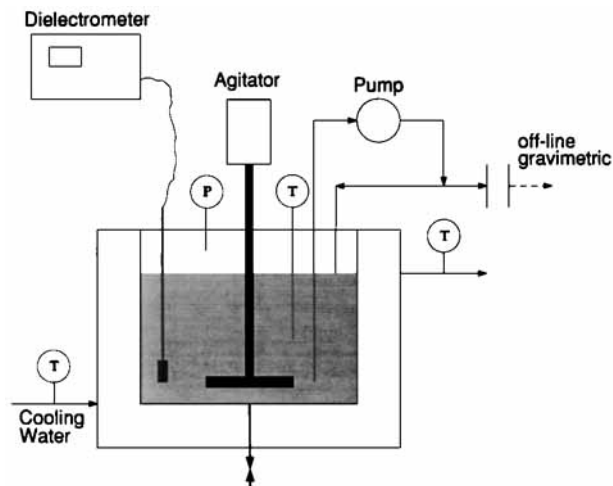 Dielectrometer
Agitator
Pump
off-line
gravimetric
P
T
T
T
Cooling
Water